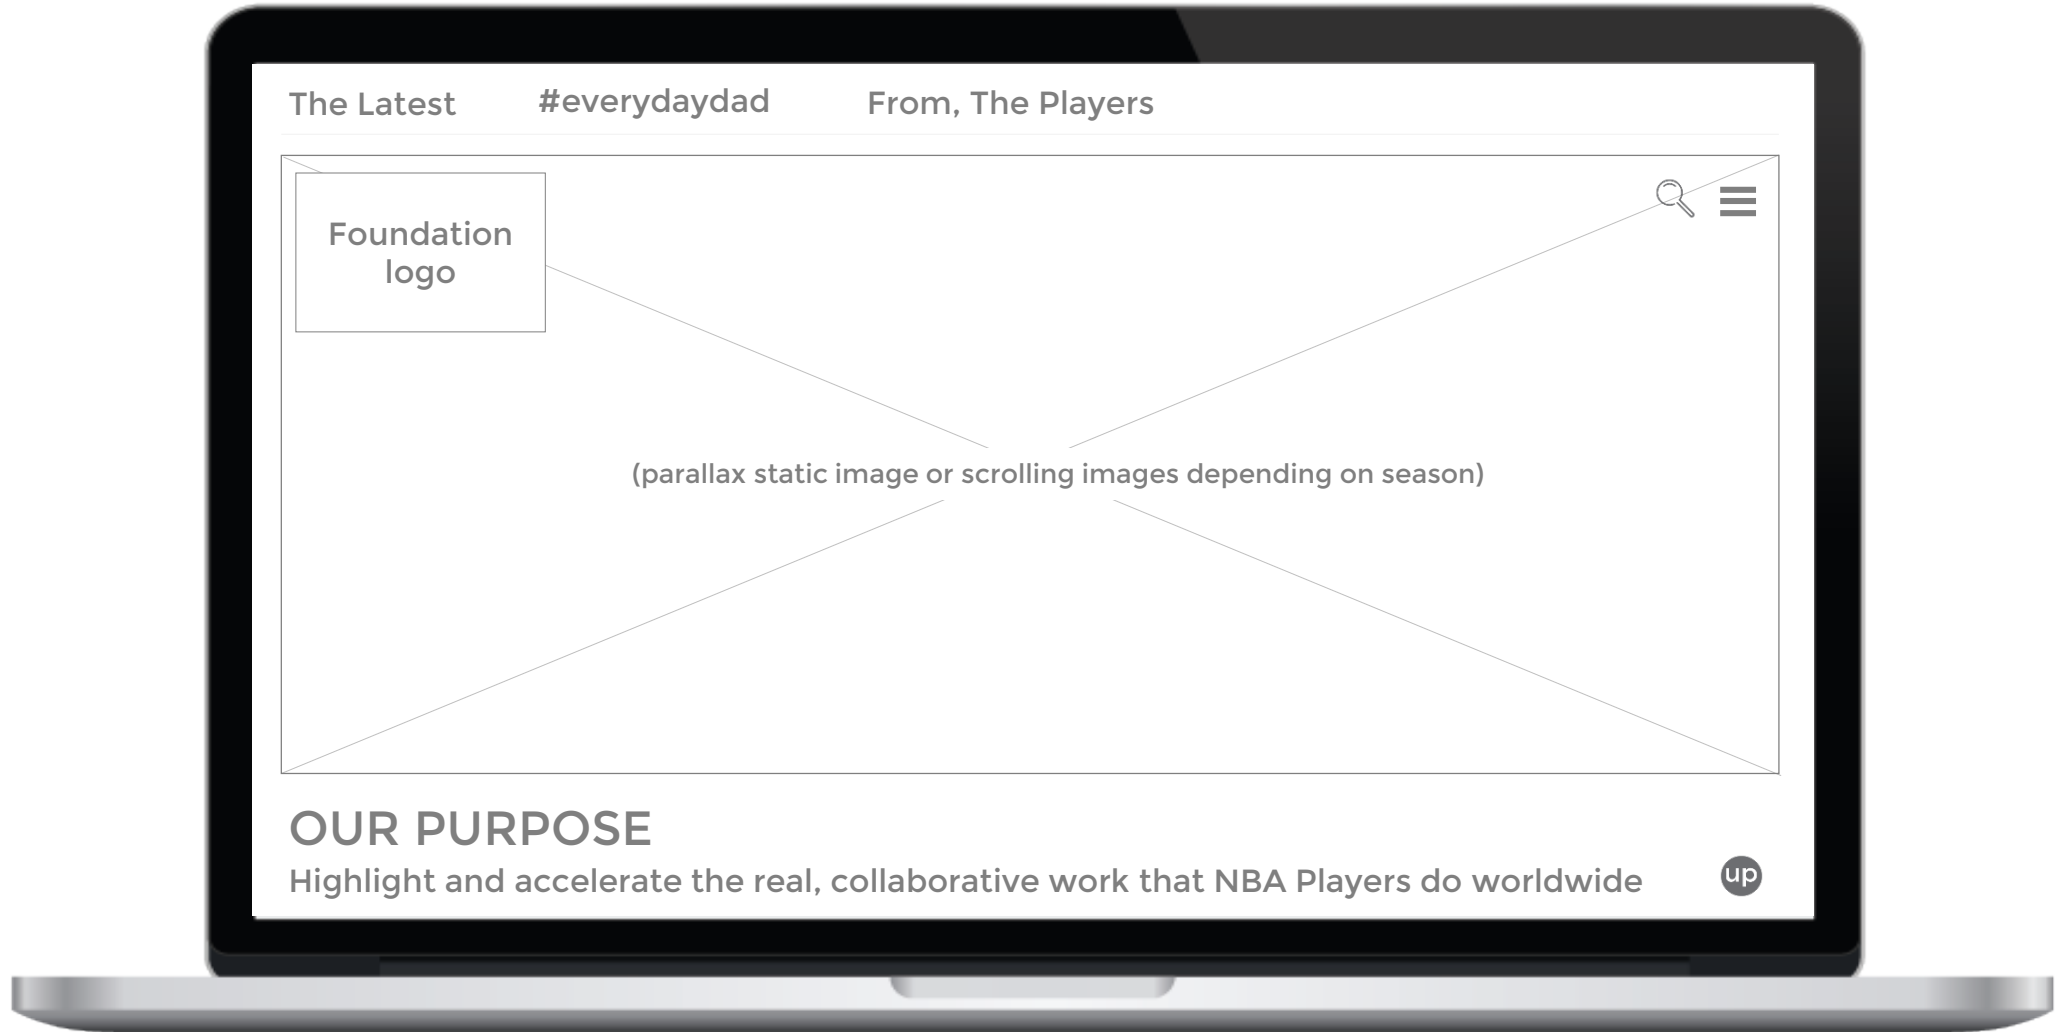 The Latest
#everydaydad
From, The Players
Foundation
logo
(parallax static image or scrolling images depending on season)
OUR PURPOSE
Highlight and accelerate the real, collaborative work that NBA Players do worldwide
up